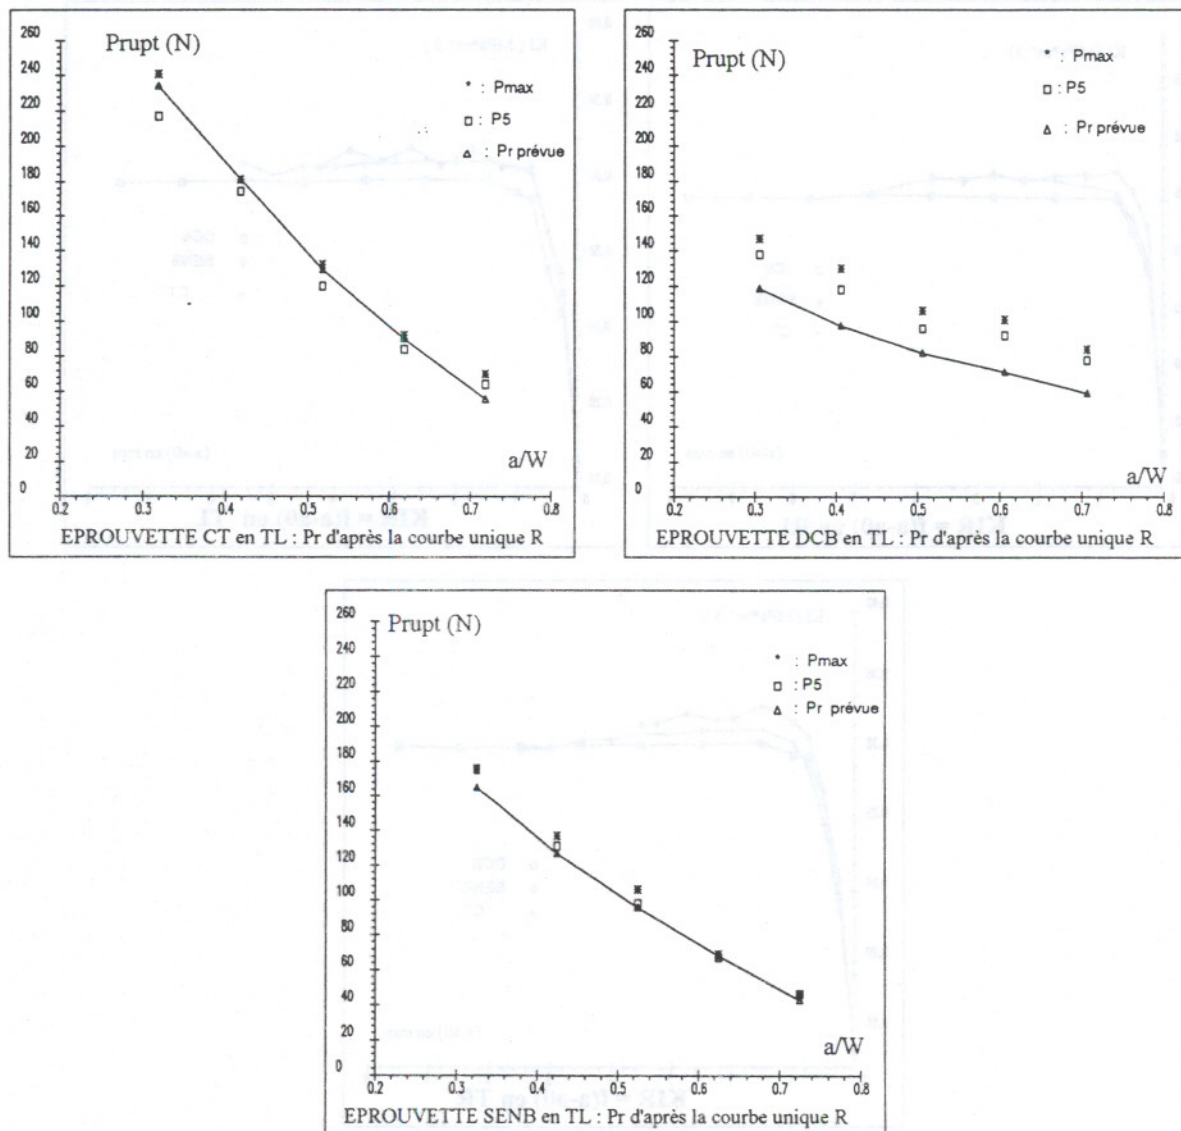 Prupt (N)
260
240
220
200
180
160
140
120
100
80
60
40
20
0
* : Pmax
□ : P5
△ : Pr prévue
a/W
0.2 0.3 0.4 0.5 0.6 0.7 0.8
EPROUVETTE CT en TL : Pr d'après la courbe unique R
Prupt (N)
260
240
220
200
180
160
140
120
100
80
60
40
20
0
* : Pmax
□ : P5
△ : Pr prévue
a/W
0.2 0.3 0.4 0.5 0.6 0.7 0.8
EPROUVETTE DCB en TL : Pr d'après la courbe unique R
Prupt (N)
260
240
220
200
180
160
140
120
100
80
60
40
20
0
* : Pmax
□ : P5
△ : Pr prévue
a/W
0.2 0.3 0.4 0.5 0.6 0.7 0.8
EPROUVETTE SENB en TL : Pr d'après la courbe unique R